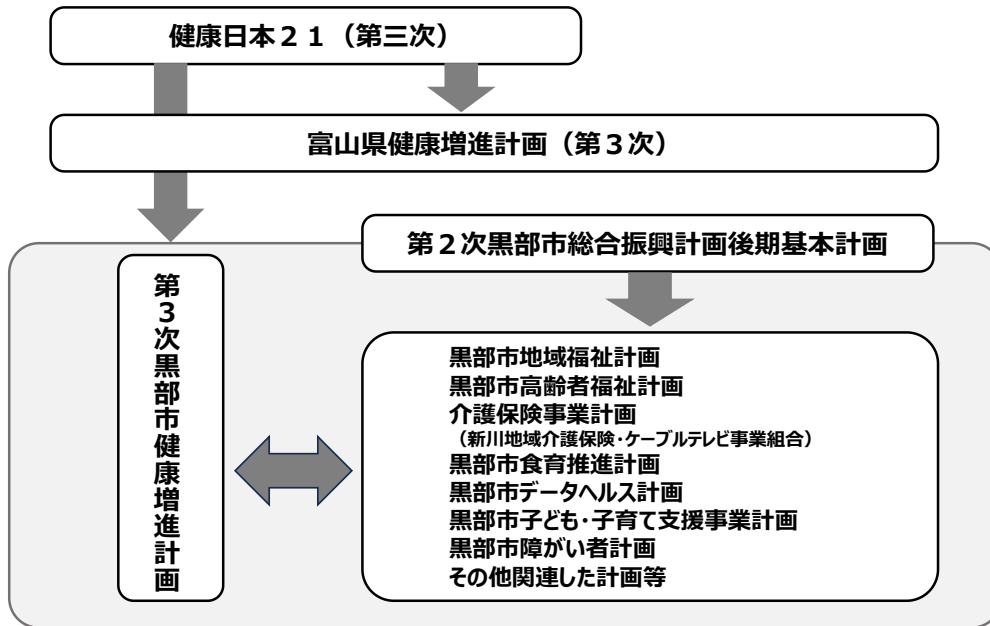 健康日本２１（第三次）
富山県健康増進計画（第３次）
第２次黒部市総合振興計画後期基本計画
第３次黒部市健康増進計画
黒部市地域福祉計画
黒部市高齢者福祉計画
介護保険事業計画
（新川地域介護保険・ケーブルテレビ事業組合）
黒部市食育推進計画
黒部市データヘルス計画
黒部市子ども・子育て支援事業計画
黒部市障がい者計画
その他関連した計画等